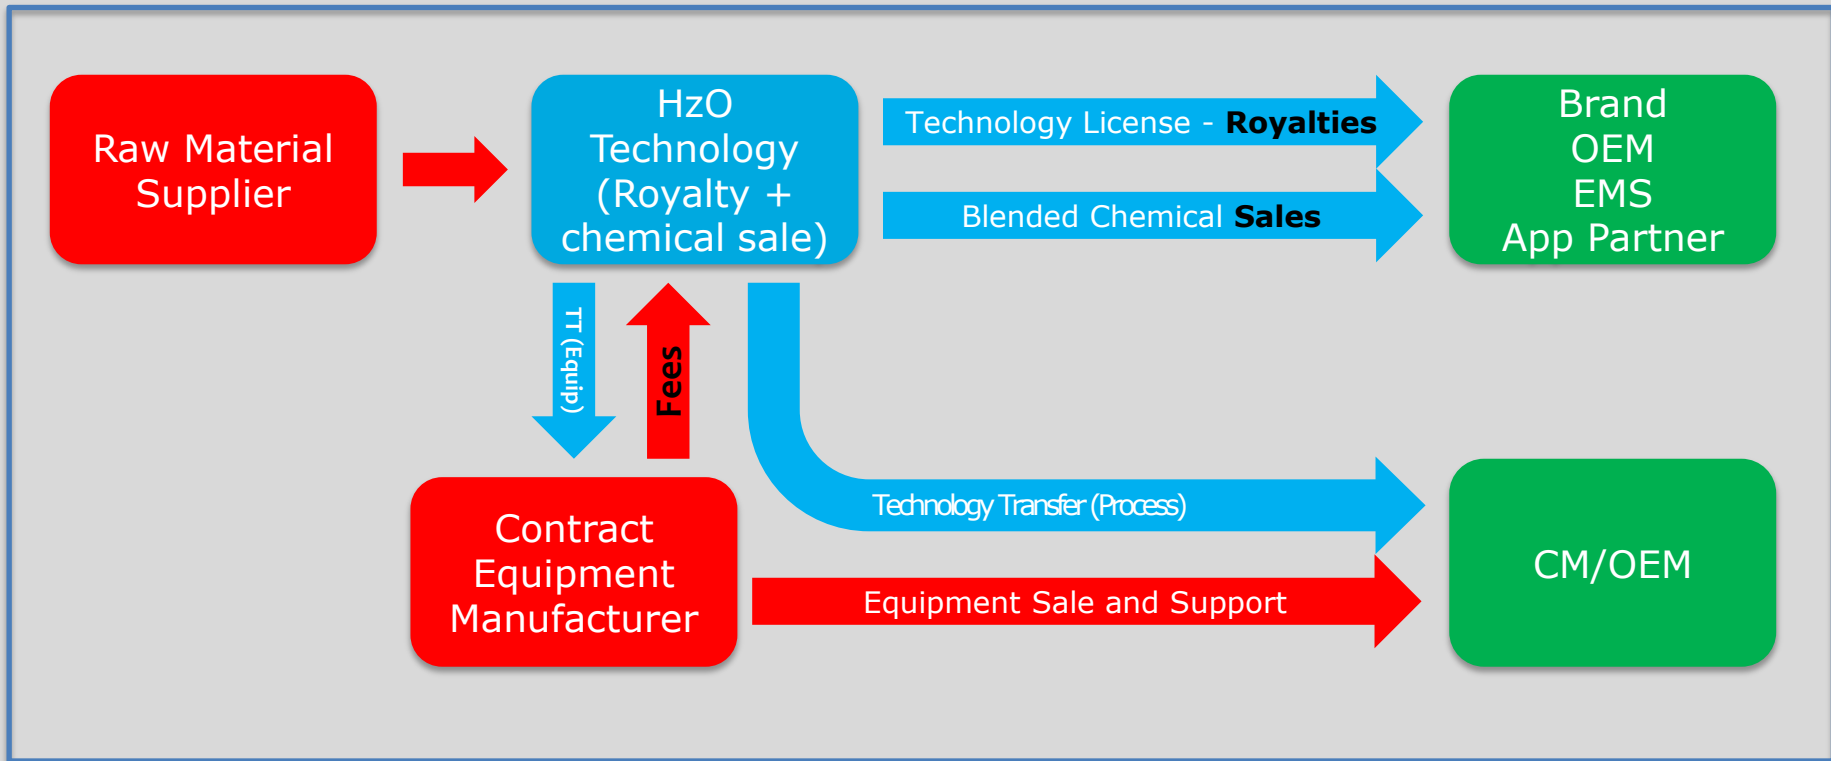 Raw Material
Supplier
HzO
Technology
(Royalty +
chemical sale)
Technology License - Royalties
Blended Chemical Sales
Brand
OEM
EMS
App Partner
TT (Equip)
Fees
Technology Transfer (Process)
Contract
Equipment
Manufacturer
Equipment Sale and Support
CM/OEM